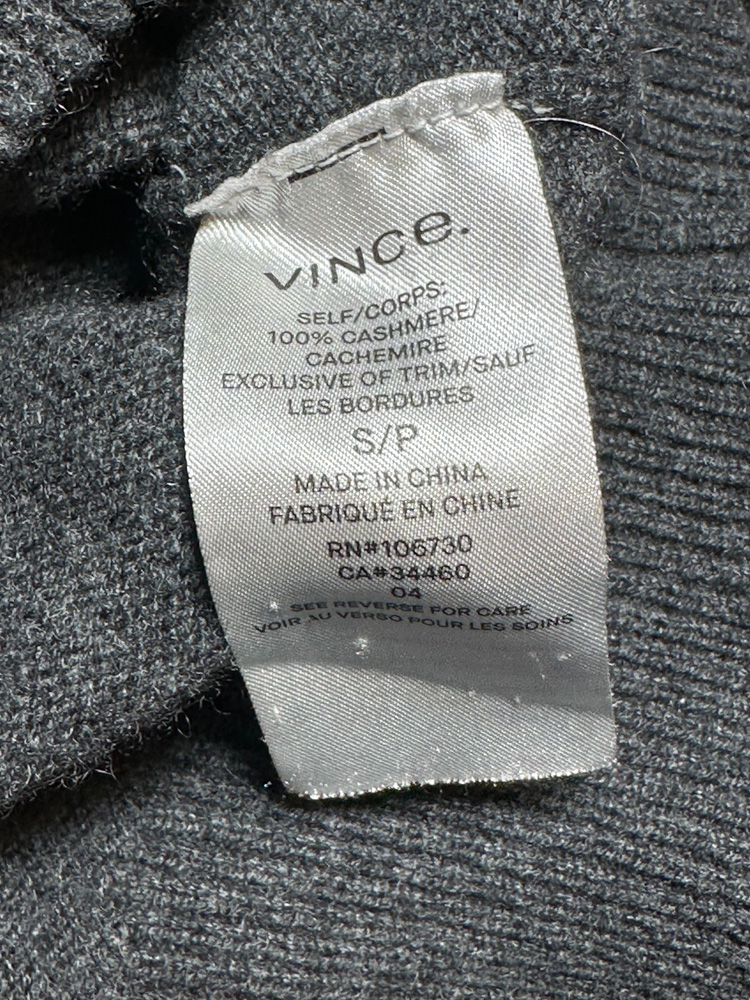 VINCE.
SELF/CORPS:
100% CASHMERE/
CACHEMIRE
EXCLUSIVE OF TRIM/SAUF
LES BORDURES
S/P
MADE IN CHINA
FABRIQUÉ EN CHINE
RN#106730
CA#34460
04
SEE REVERSE FOR CARE
VOIR AU VERSO POUR LES SOINS